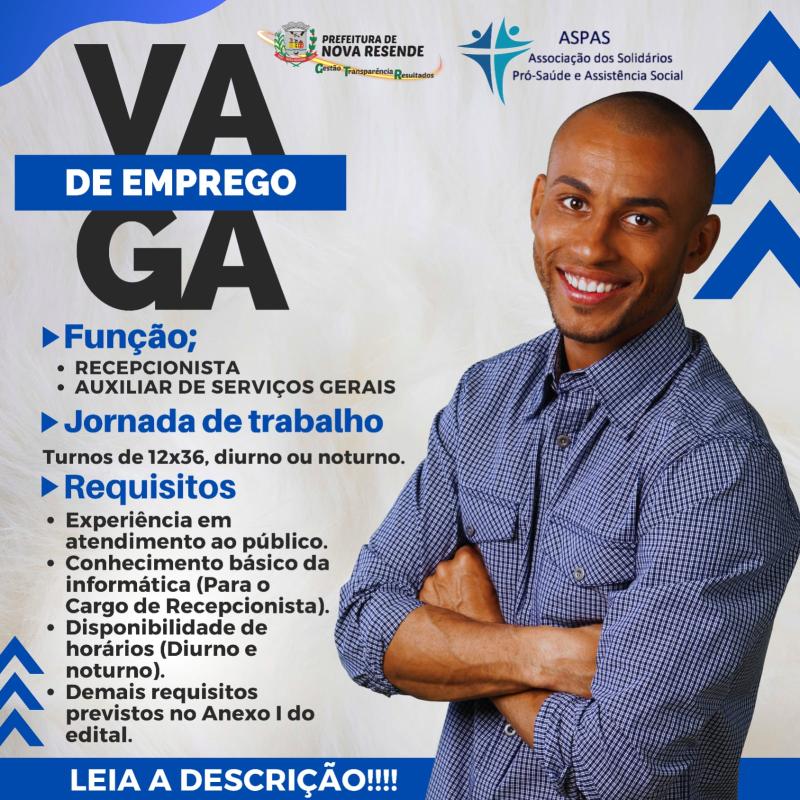 PREFEITURA DE
NOVA RESENDE
Gestão Transparência Resultados
ASPAS
Associação dos Solidários
Pró-Saúde e Assistência Social
VA
DE EMPREGO
GA
Função;
• RECEPCIONISTA
• AUXILIAR DE SERVIÇOS GERAIS
Jornada de trabalho
Turnos de 12x36, diurno ou noturno.
Requisitos
• Experiência em
atendimento ao público.
• Conhecimento básico da
informática (Para o
Cargo de Recepcionista).
• Disponibilidade de
horários (Diurno e
noturno).
• Demais requisitos
previstos no Anexo I do
edital.
LEIA A DESCRIÇÃO!!!!